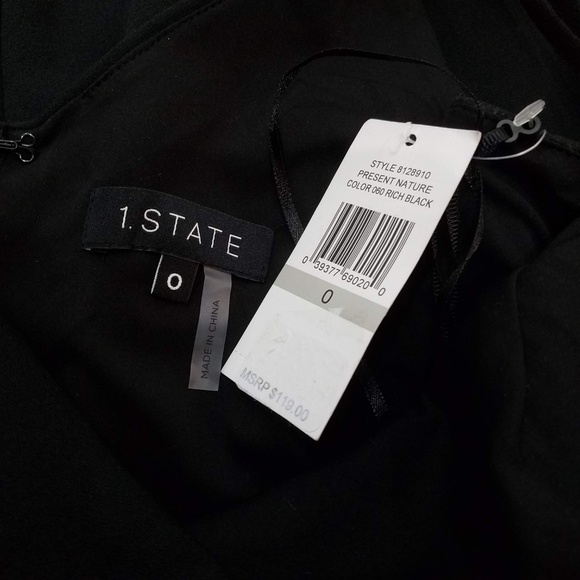 1. STATE
0
MADE IN CHINA
STYLE 8128910
PRESENT NATURE
COLOR 060 RICH BLACK
0 39377 69020 0
0
MSRP $119.00